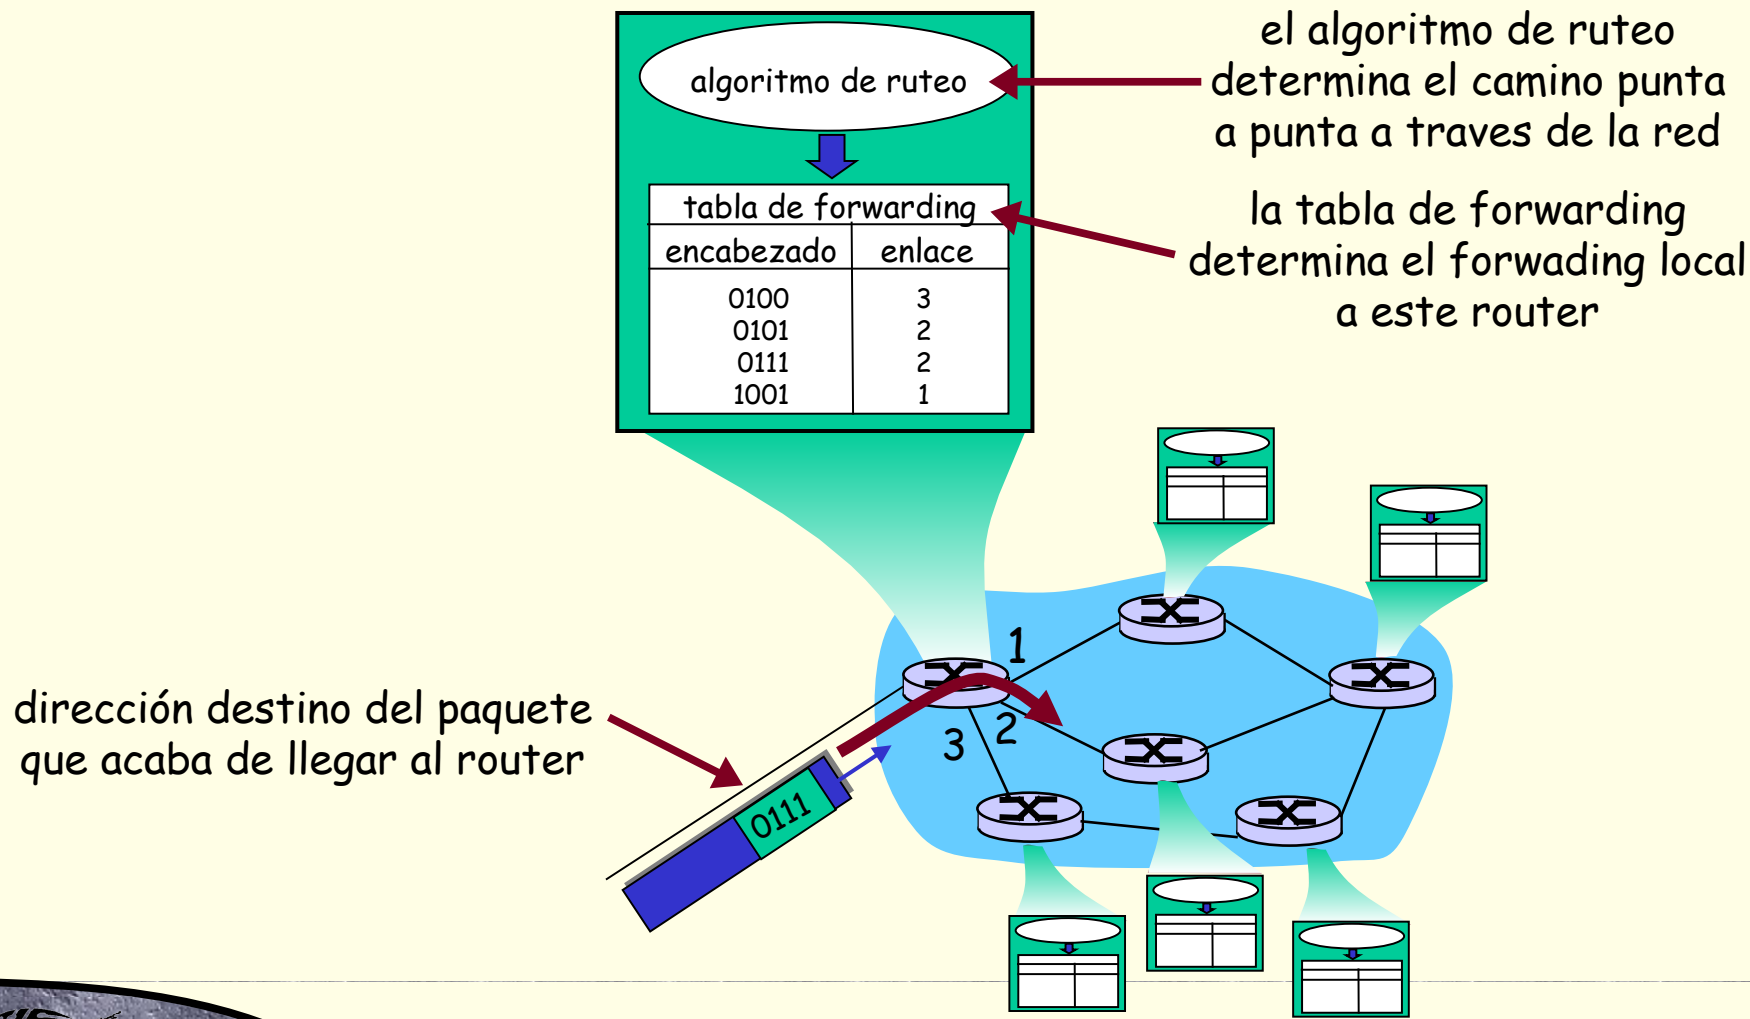 algoritmo de ruteo
el algoritmo de ruteo
determina el camino punta
a punta a traves de la red
tabla de forwarding
encabezado enlace
0100 3
0101 2
0111 2
1001 1
la tabla de forwarding
determina el forwading local
a este router
1
2
3
dirección destino del paquete
que acaba de llegar al router
0111